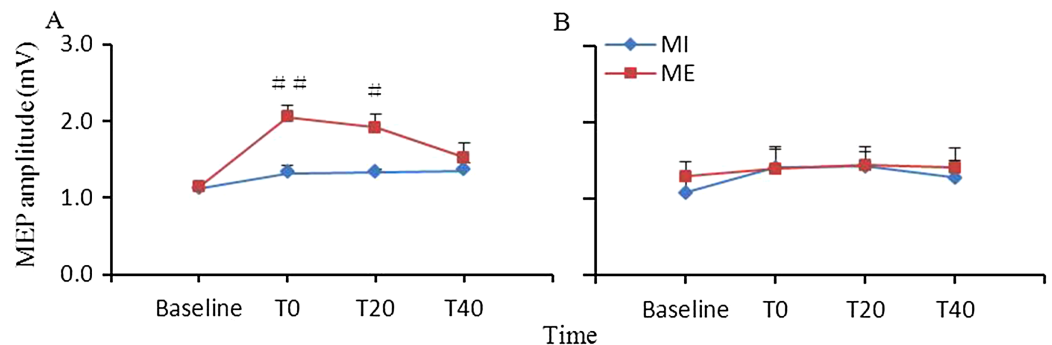 A
B
MEP amplitude (mV)
3.0
2.0
1.0
0.0
# #
#
MI
ME
Baseline T0 T20 T40
Baseline T0 T20 T40
Time